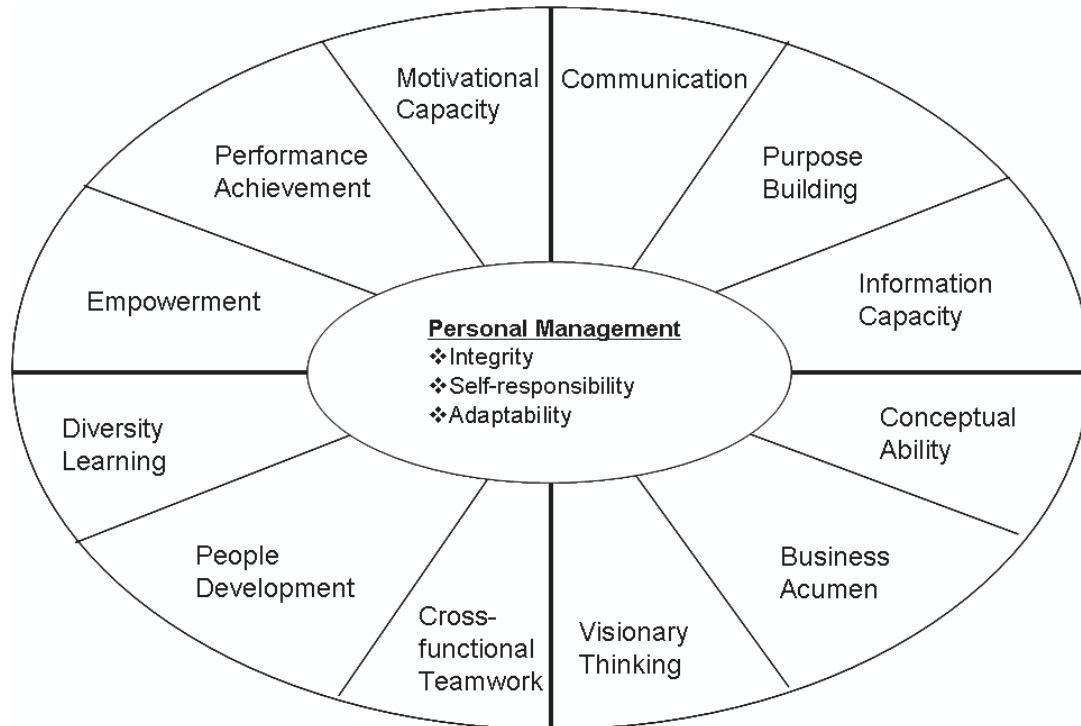 Motivational
Capacity
Communication
Purpose
Building
Information
Capacity
Conceptual
Ability
Business
Acumen
Visionary
Thinking
Cross-
functional
Teamwork
People
Development
Diversity
Learning
Empowerment
Performance
Achievement
Personal Management
❖Integrity
❖Self-responsibility
❖Adaptability